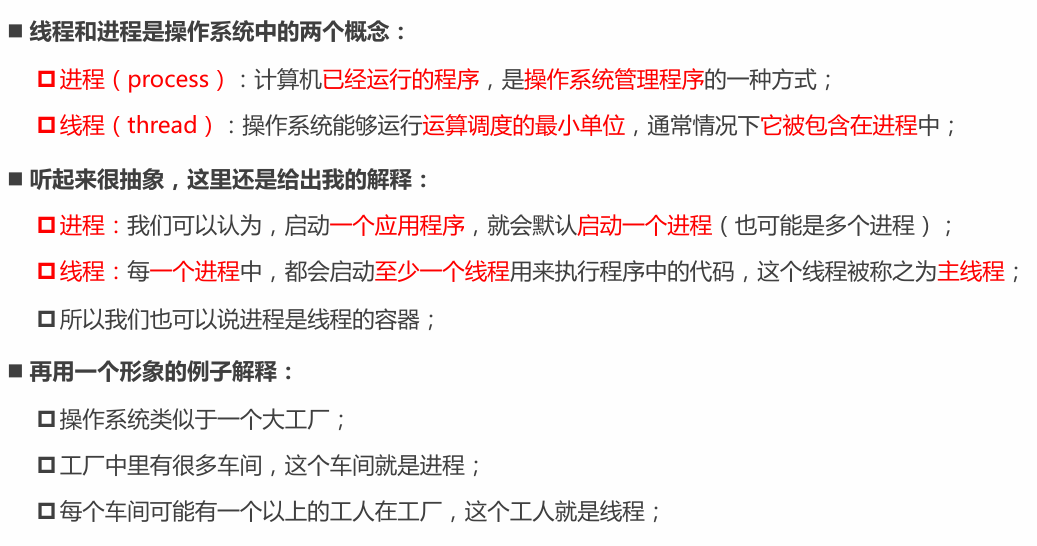 线程和进程是操作系统中的两个概念：
进程（process）：计算机已经运行的程序，是操作系统管理程序的一种方式；
线程（thread）：操作系统能够运行运算调度的最小单位，通常情况下它被包含在进程中；
听起来很抽象，这里还是给出我的解释：
进程：我们可以认为，启动一个应用程序，就会默认启动一个进程（也可能是多个进程）；
线程：每一个进程中，都会启动至少一个线程用来执行程序中的代码，这个线程被称之为主线程；
所以我们也可以说进程是线程的容器；
再用一个形象的例子解释：
操作系统类似于一个大工厂；
工厂中里有很多车间，这个车间就是进程；
每个车间可能有一个以上的工人在工厂，这个工人就是线程；